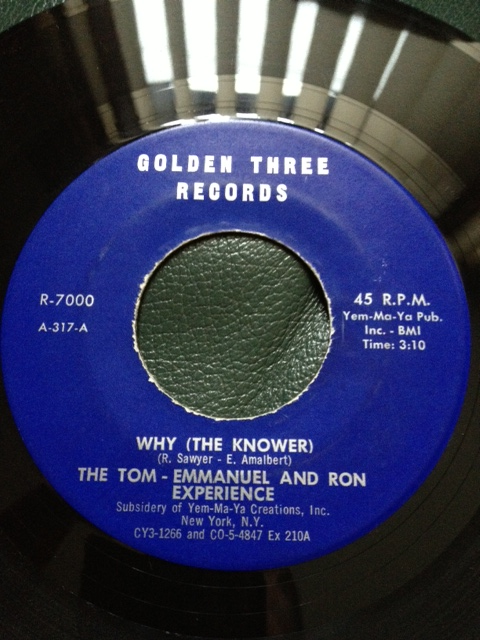 GOLDEN THREE
RECORDS
R-7000
A-317-A
45 R.P.M.
Yem-Ma-Ya Pub.
Inc. - BMI
Time: 3:10
WHY (THE KNOWER)
(R. Sawyer - E. Amalbert)
THE TOM - EMMANUEL AND RON
EXPERIENCE
Subsidery of Yem-Ma-Ya Creations, Inc.
New York, N.Y.
CY3-1266 and CO-5-4847 Ex 210A